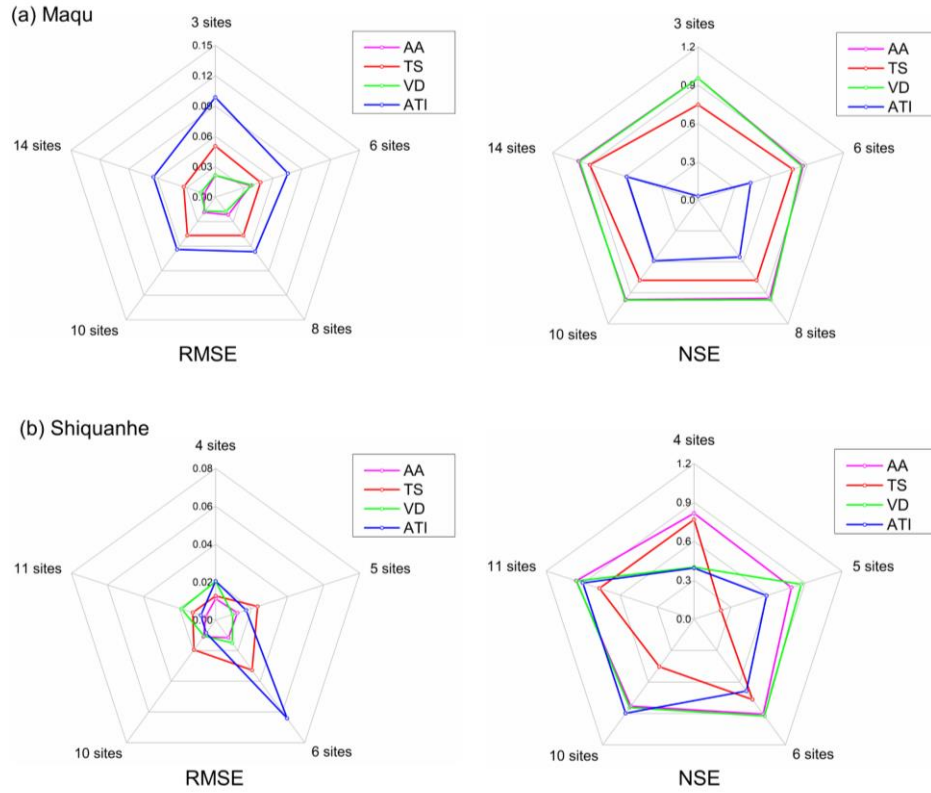 (a) Maqu
3 sites
0.15
0.12
0.09
0.06
0.03
0.00
14 sites
6 sites
10 sites
8 sites
RMSE
AA
TS
VD
ATI
3 sites
1.2
0.9
0.6
0.3
0.0
14 sites
6 sites
8 sites
NSE
AA
TS
VD
ATI
10 sites
(b) Shiquanhe
4 sites
0.08
0.06
0.04
0.02
0.00
11 sites
5 sites
10 sites
6 sites
RMSE
AA
TS
VD
ATI
4 sites
1.2
0.9
0.6
0.3
0.0
11 sites
5 sites
10 sites
6 sites
NSE
AA
TS
VD
ATI